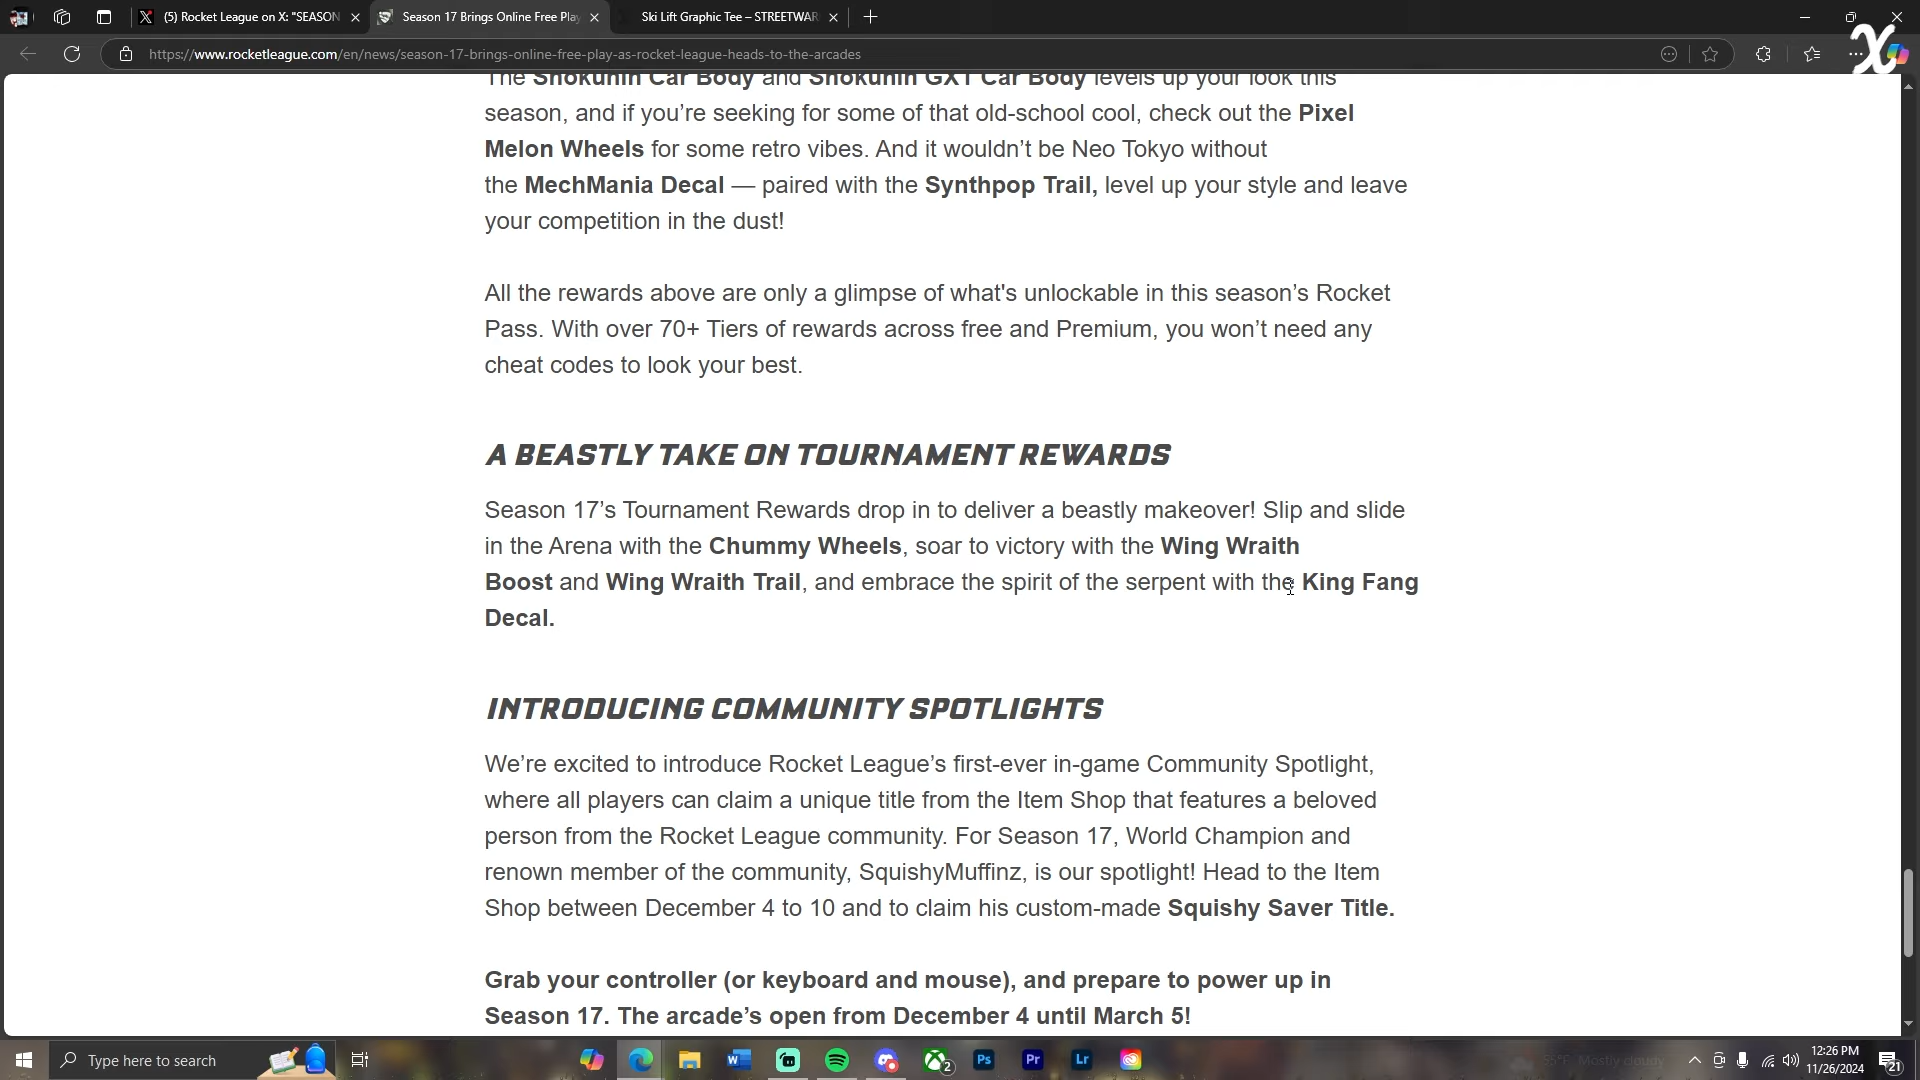 (5) Rocket League on X: "SEASON
Season 17 Brings Online Free Play
Ski Lift Graphic Tee – STREETWAR
https://www.rocketleague.com/en/news/season-17-brings-online-free-play-as-rocket-league-heads-to-the-arcades
X
The Shokunin Car Body and Shokunin GXT Car Body levels up your look this
season, and if you’re seeking for some of that old-school cool, check out the Pixel
Melon Wheels for some retro vibes. And it wouldn’t be Neo Tokyo without
the MechMania Decal — paired with the Synthpop Trail, level up your style and leave
your competition in the dust!
All the rewards above are only a glimpse of what's unlockable in this season’s Rocket
Pass. With over 70+ Tiers of rewards across free and Premium, you won’t need any
cheat codes to look your best.
A BEASTLY TAKE ON TOURNAMENT REWARDS
Season 17’s Tournament Rewards drop in to deliver a beastly makeover! Slip and slide
in the Arena with the Chummy Wheels, soar to victory with the Wing Wraith
Boost and Wing Wraith Trail, and embrace the spirit of the serpent with the King Fang
Decal.
INTRODUCING COMMUNITY SPOTLIGHTS
We’re excited to introduce Rocket League’s first-ever in-game Community Spotlight,
where all players can claim a unique title from the Item Shop that features a beloved
person from the Rocket League community. For Season 17, World Champion and
renown member of the community, SquishyMuffinz, is our spotlight! Head to the Item
Shop between December 4 to 10 and to claim his custom-made Squishy Saver Title.
Grab your controller (or keyboard and mouse), and prepare to power up in
Season 17. The arcade’s open from December 4 until March 5!
Type here to search
2
Ps
Pr
Lr
55°F Mostly cloudy
12:26 PM
11/26/2024
21